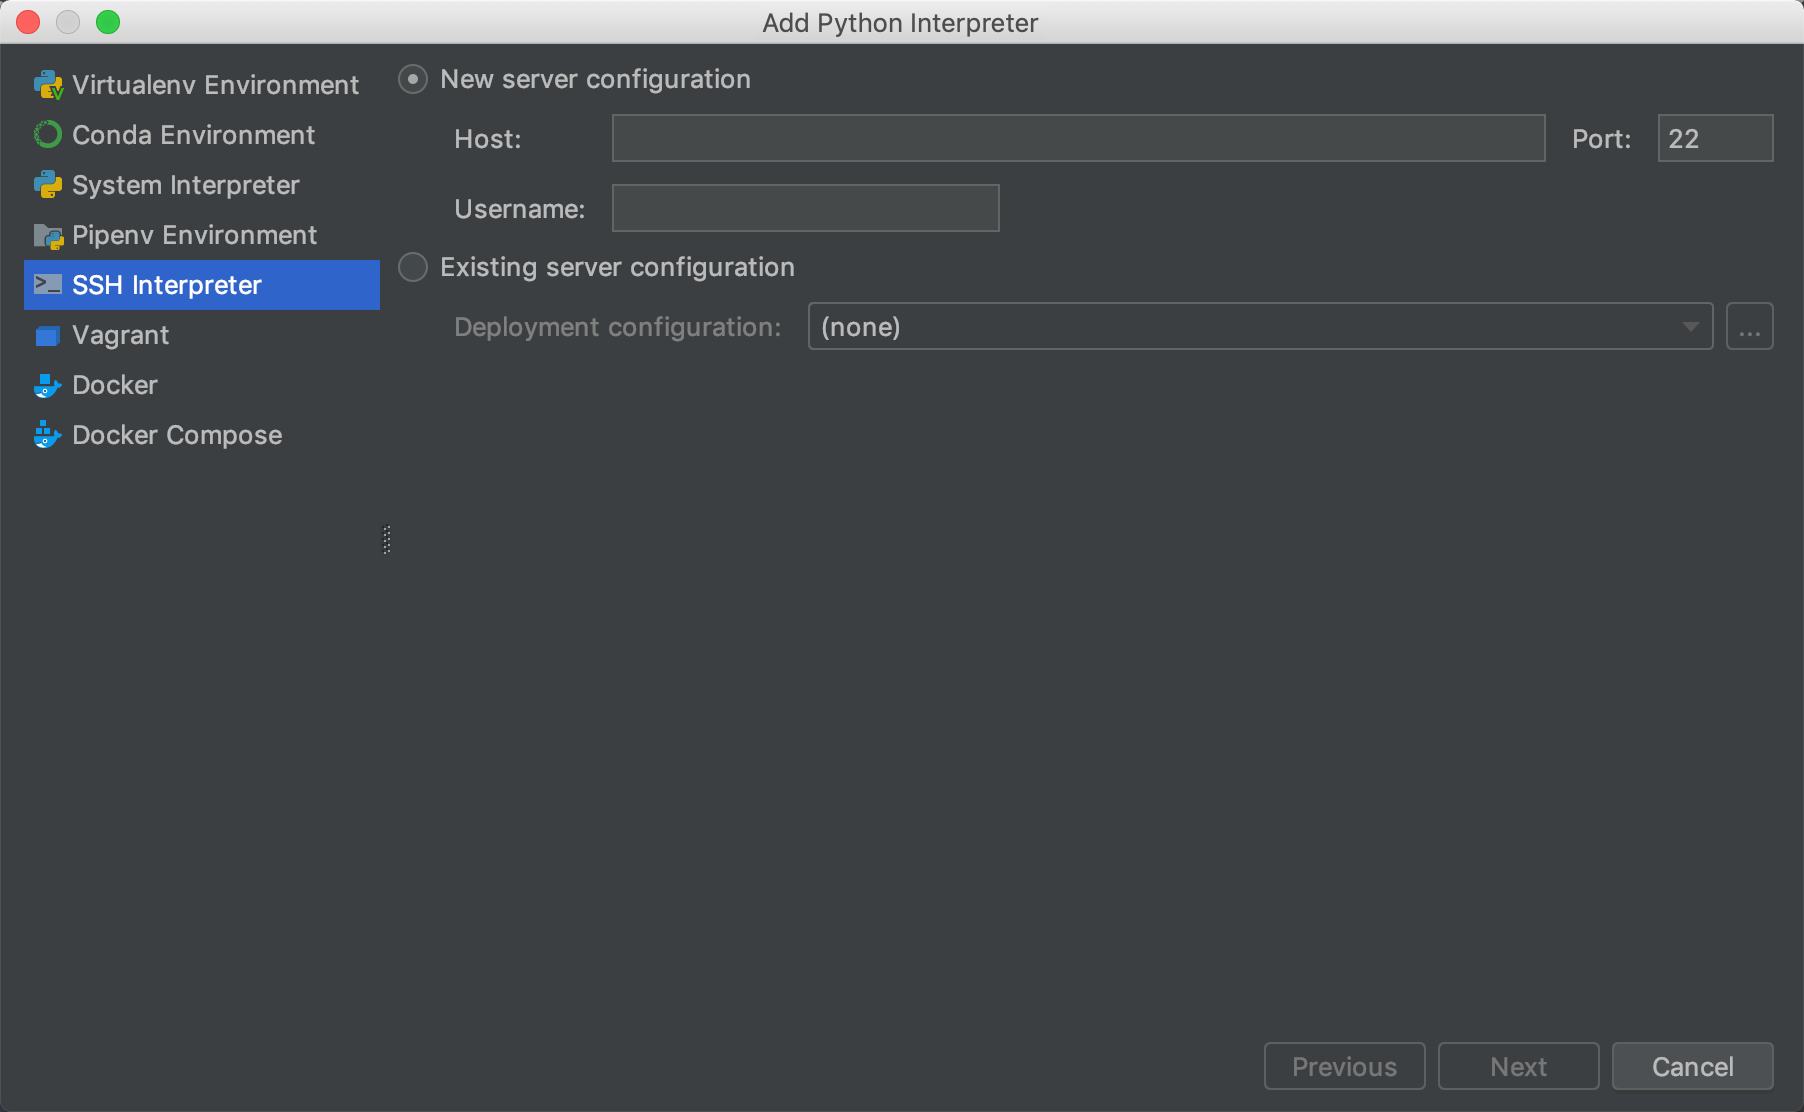 Add Python Interpreter
Virtualenv Environment
Conda Environment
System Interpreter
Pipenv Environment
SSH Interpreter
Vagrant
Docker
Docker Compose
New server configuration
Host:
Port: 22
Username:
Existing server configuration
Deployment configuration: (none) ...
Previous Next Cancel